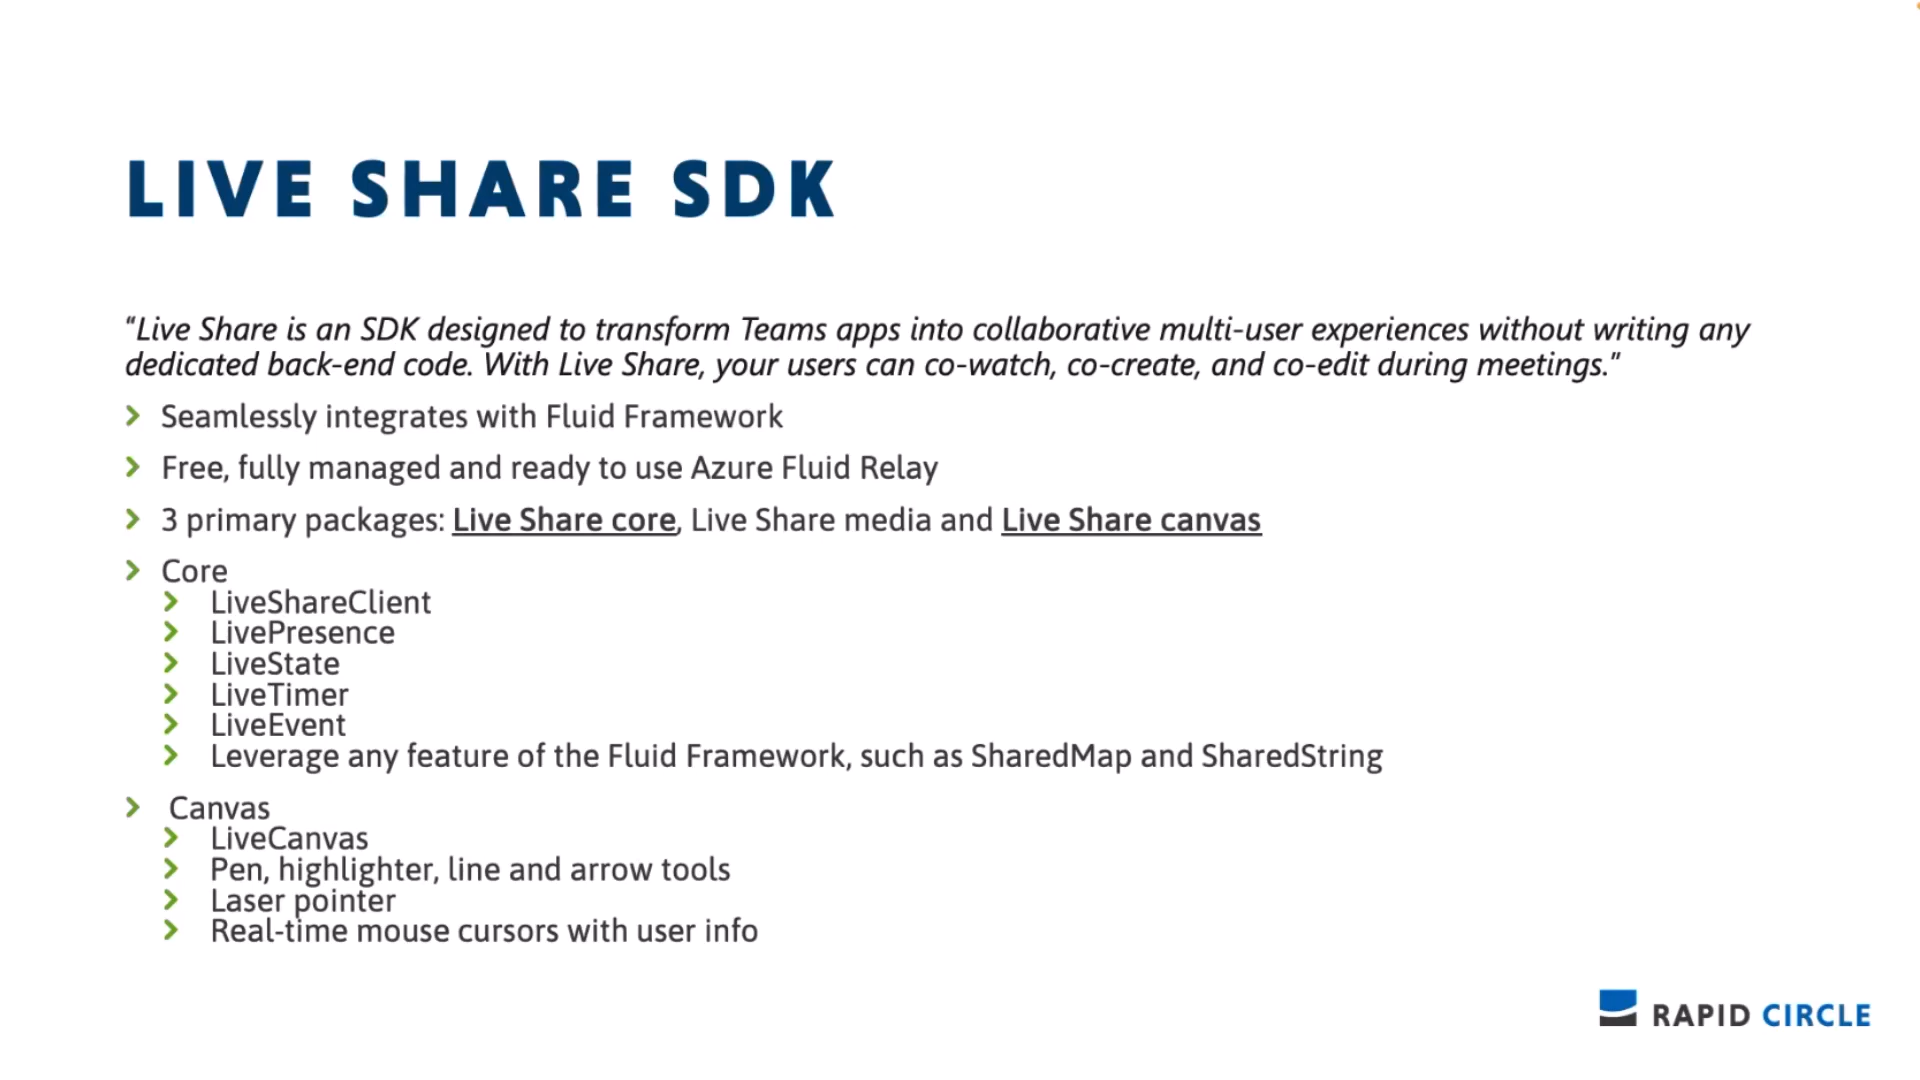 LIVE SHARE SDK
“Live Share is an SDK designed to transform Teams apps into collaborative multi-user experiences without writing any
dedicated back-end code. With Live Share, your users can co-watch, co-create, and co-edit during meetings.”
Seamlessly integrates with Fluid Framework
Free, fully managed and ready to use Azure Fluid Relay
3 primary packages: Live Share core, Live Share media and Live Share canvas
Core
LiveShareClient
LivePresence
LiveState
LiveTimer
LiveEvent
Leverage any feature of the Fluid Framework, such as SharedMap and SharedString
Canvas
LiveCanvas
Pen, highlighter, line and arrow tools
Laser pointer
Real-time mouse cursors with user info
RAPID CIRCLE